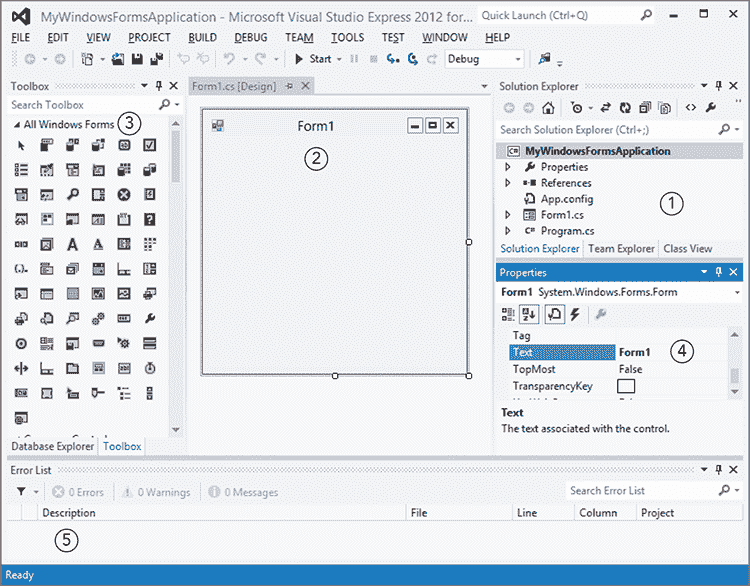 MyWindowsFormsApplication - Microsoft Visual Studio Express 2012 for... Quick Launch (Ctrl+Q)
FILE EDIT VIEW PROJECT BUILD DEBUG TEAM TOOLS TEST WINDOW HELP
Start Debug
Toolbox
Search Toolbox
All Windows Forms 3
Database Explorer Toolbox
Form1.cs [Design]
Form1
2
Solution Explorer
Search Solution Explorer (Ctrl+;)
C# MyWindowsFormsApplication
Properties
References
App.config
1
Form1.cs
C# Program.cs
Solution Explorer Team Explorer Class View
Properties
Form1 System.Windows.Forms.Form
Tag
Text Form1
4
TopMost False
TransparencyKey
Text
The text associated with the control.
Error List
0 Errors 0 Warnings 0 Messages Search Error List
Description File Line Column Project
5
Ready